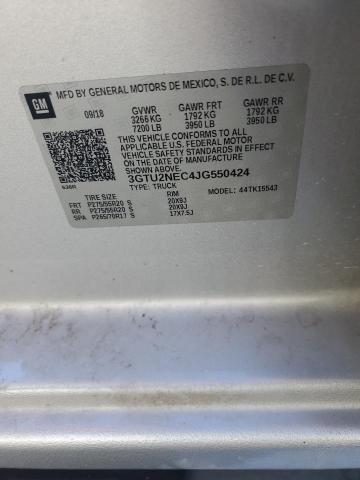 GM
MFD BY GENERAL MOTORS DE MEXICO, S. DE R.L. DE C.V.
09/18 GVWR GAWR FRT GAWR RR
3266 KG 1792 KG 1792 KG
7200 LB 3950 LB 3950 LB
THIS VEHICLE CONFORMS TO ALL
APPLICABLE U.S. FEDERAL MOTOR
VEHICLE SAFETY STANDARDS IN
EFFECT ON THE DATE OF MANUFACTURE
SHOWN ABOVE.
3GTU2NEC4JG550424
TYPE: TRUCK
TIRE SIZE RIM 44TK15543
FRT P275/55R20 S 20X9J
RR P275/55R20 S 20X9J
SPA P265/70R17 S 17X7.5J